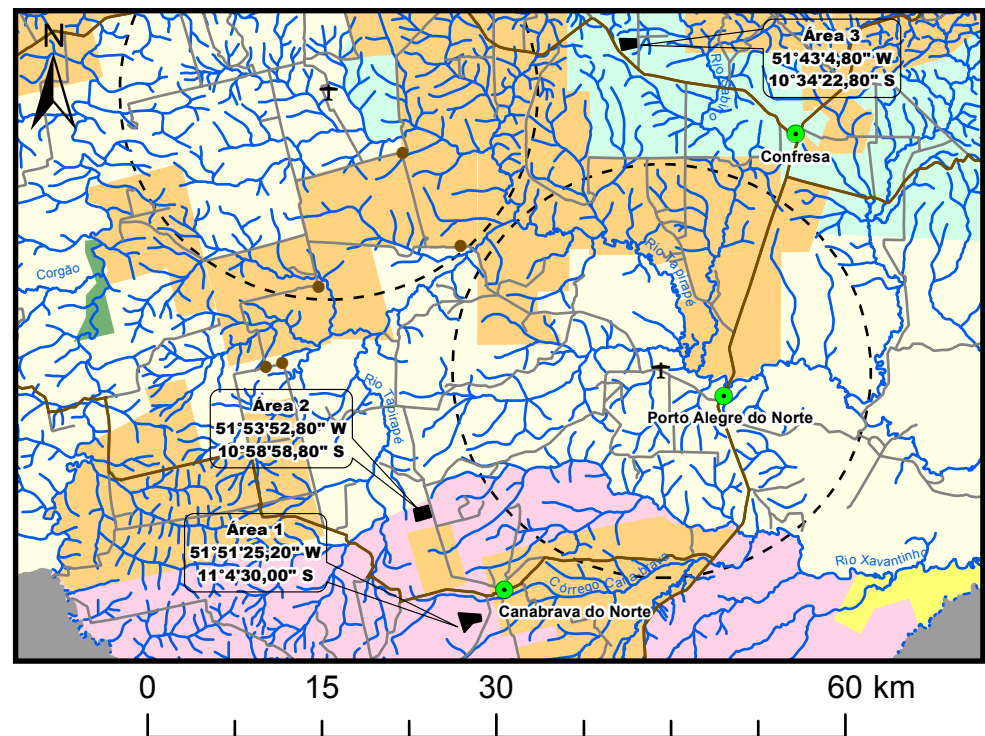 N
Área 3
51°43'4,80" W
10°34'22,80" S
Confresa
Corgão
Rio Tapirapé
Área 2
51°53'52,80" W
10°58'58,80" S
Rio Tapirapé
Porto Alegre do Norte
Área 1
51°51'25,20" W
11°4'30,00" S
Rio Xavantinho
Córrego Canabrava
Canabrava do Norte
0 15 30 60 km